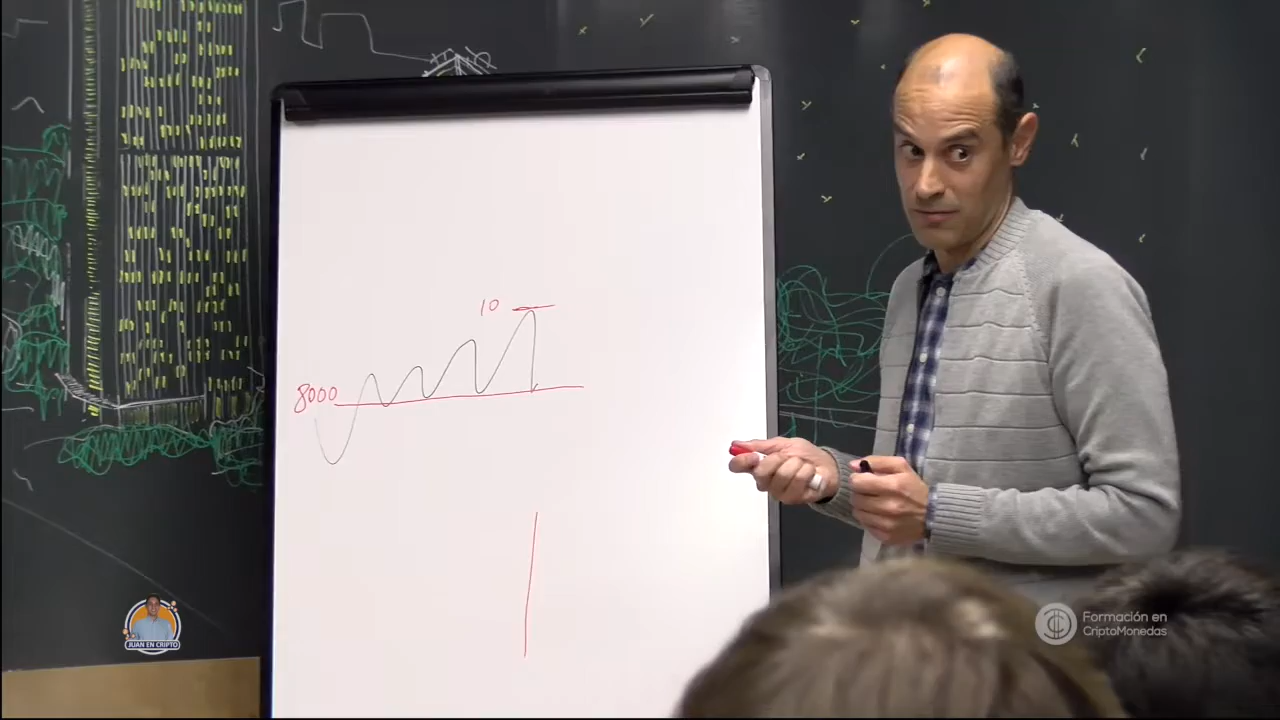 10
8000
JUAN EN CRIPTO
Formación en
CriptoMonedas